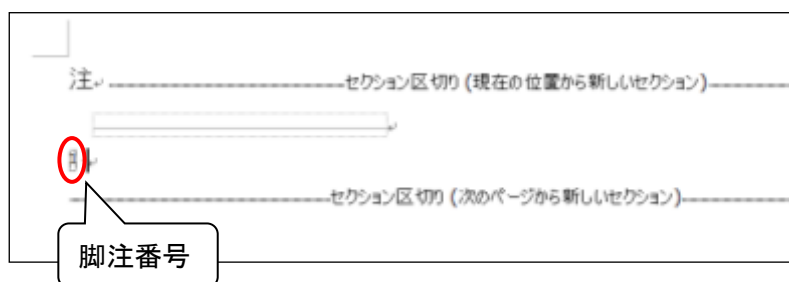 注
セクション区切り (現在の位置から新しいセクション)
セクション区切り (次のページから新しいセクション)
脚注番号